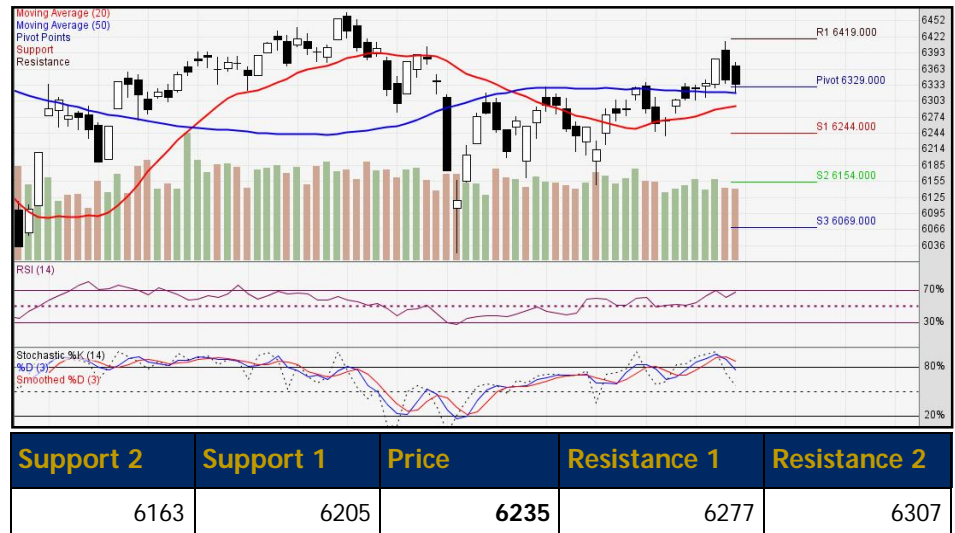 Moving Average (20)
Moving Average (50)
Pivot Points
Support
Resistance
R1 6419.000
Pivot 6329.000
S1 6244.000
S2 6154.000
S3 6069.000
6452
6422
6393
6363
6333
6303
6274
6244
6214
6185
6155
6125
6095
6066
6036
RSI (14)
70%
30%
Stochastic %K (14)
%D (3)
Smoothed %D (3)
80%
20%
Support 2 Support 1 Price Resistance 1 Resistance 2
6163 6205 6235 6277 6307